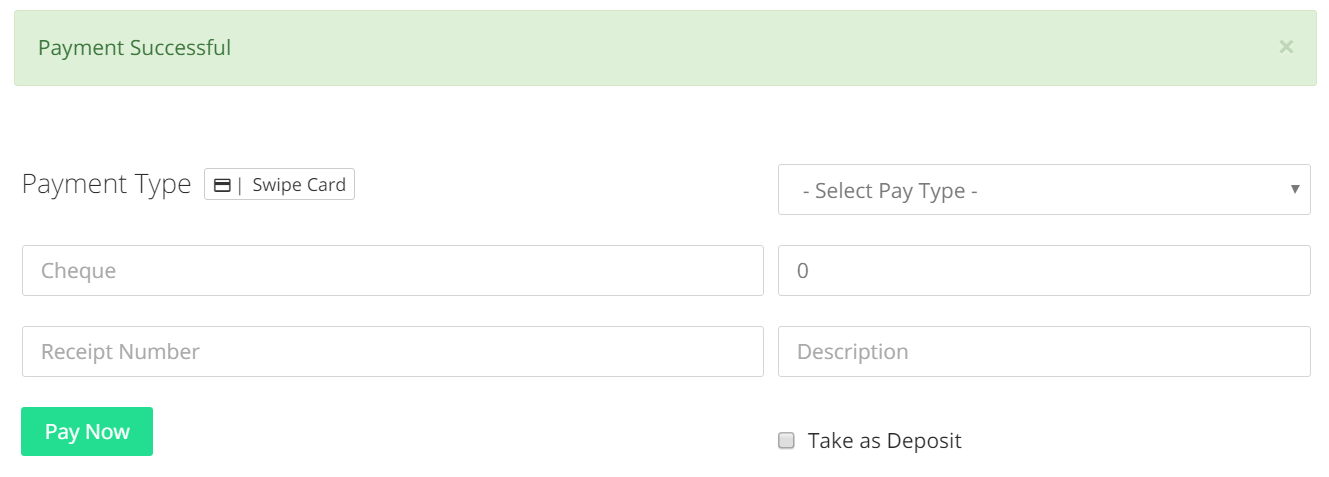 Payment Successful ×
Payment Type | Swipe Card - Select Pay Type -
Cheque 0
Receipt Number Description
Pay Now Take as Deposit